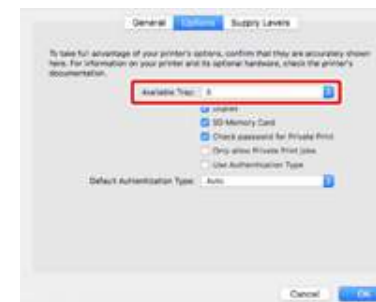 General Options Supply Levels
To take full advantage of your printer's options, confirm that they are accurately shown
here. For information on your printer and its optional hardware, check the printer's
documentation.
Available Tray:
Stapler
SD Memory Card
Check password for Private Print
Only allow Private Print jobs
Use Authentication Type
Default Authentication Type: Auto
Cancel OK